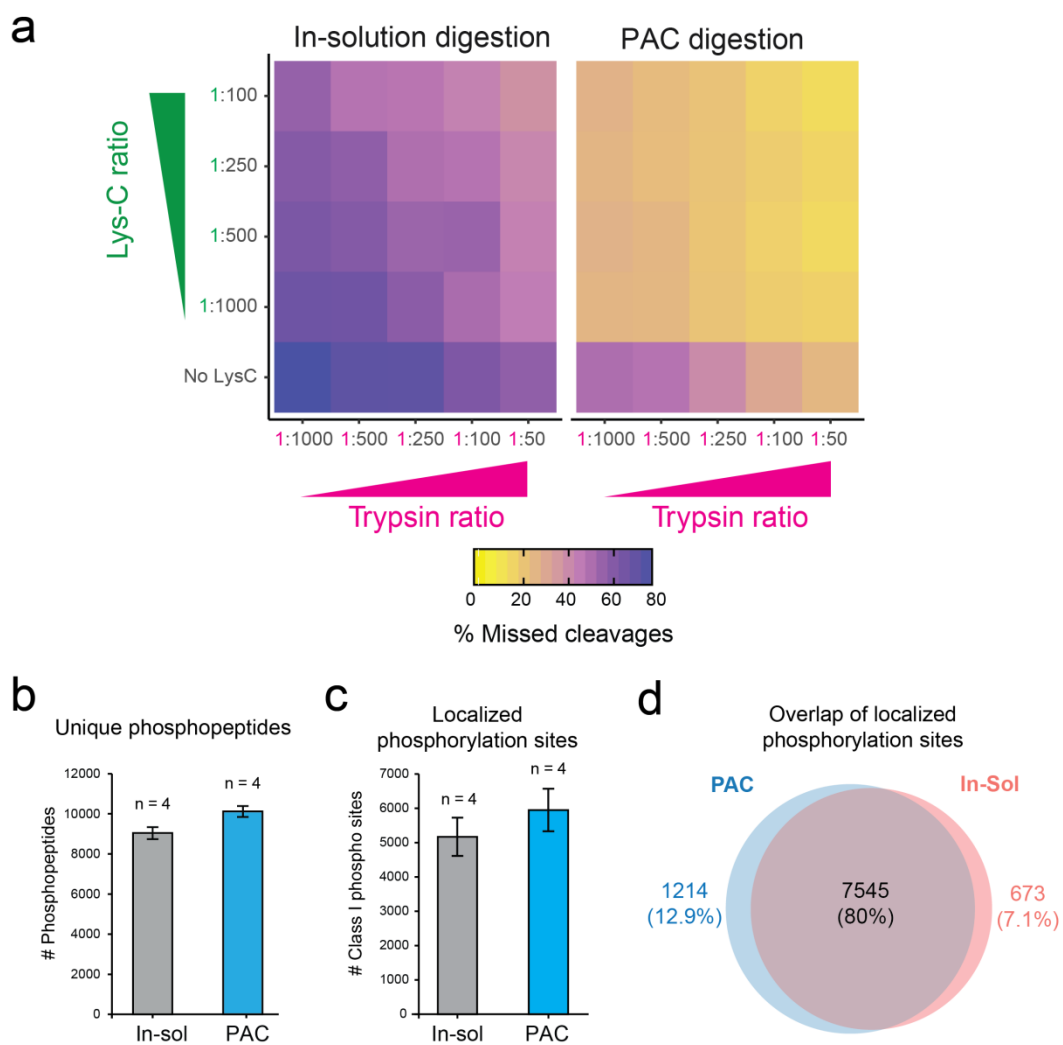 a
In-solution digestion
PAC digestion
Lys-C ratio
1:100
1:250
1:500
1:1000
No LysC
1:1000 1:500 1:250 1:100 1:50
1:1000 1:500 1:250 1:100 1:50
Trypsin ratio
Trypsin ratio
0 20 40 60 80
% Missed cleavages
b
Unique phosphopeptides
# Phosphopeptides
12000
10000
8000
6000
4000
2000
0
n = 4
n = 4
In-sol
PAC
c
Localized
phosphorylation sites
# Class I phospho sites
7000
6000
5000
4000
3000
2000
1000
0
n = 4
n = 4
In-sol
PAC
d
Overlap of localized
phosphorylation sites
PAC
In-Sol
1214
(12.9%)
7545
(80%)
673
(7.1%)